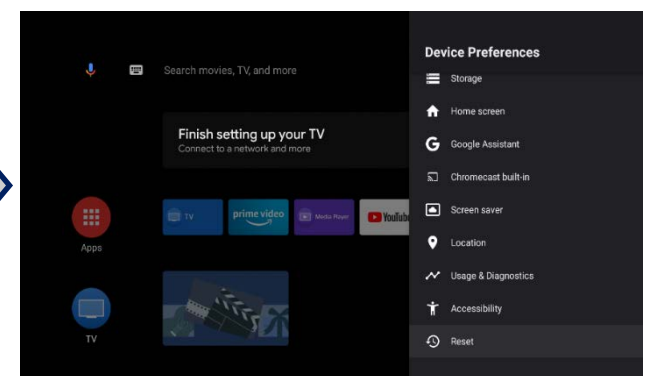 Device Preferences
Search movies, TV, and more
Storage
Home screen
Finish setting up your TV
Connect to a network and more
Google Assistant
Chromecast built-in
Screen saver
TV
prime video
Media Player
YouTube
Location
Apps
Usage & Diagnostics
Accessibility
TV
Reset